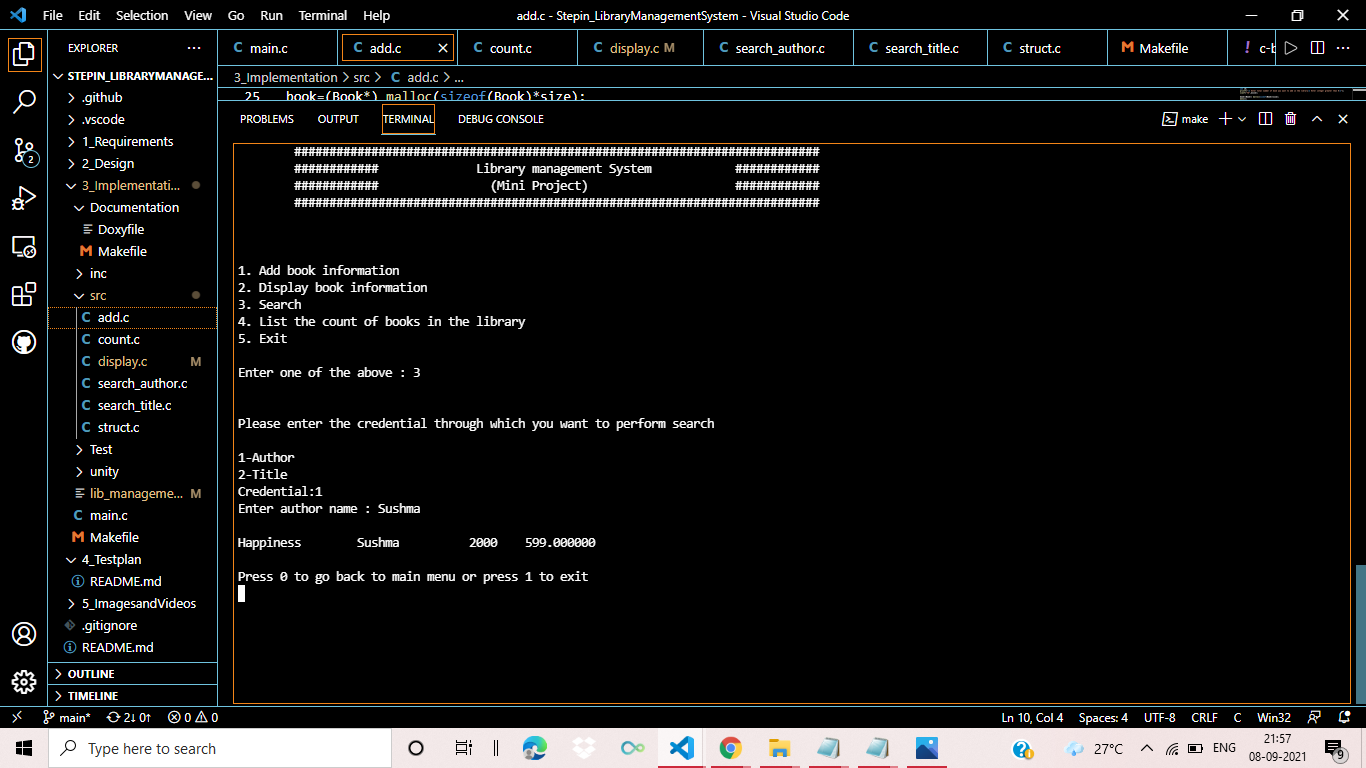 File Edit Selection View Go Run Terminal Help add.c - Stepin_LibraryManagementSystem - Visual Studio Code
EXPLORER ...
main.c add.c count.c display.c M search_author.c search_title.c struct.c Makefile ! c-b
STEPIN_LIBRARYMANAGE...
.github
.vscode
1_Requirements
2_Design
3_Implementati...
Documentation
Doxyfile
Makefile
inc
src
add.c
count.c
display.c M
search_author.c
search_title.c
struct.c
Test
unity
lib_manageme... M
main.c
Makefile
4_Testplan
README.md
5_ImagesandVideos
.gitignore
README.md
OUTLINE
TIMELINE
3_Implementation > src > add.c > ...
25 book=(Book*) malloc(sizeof(Book)*size);
PROBLEMS OUTPUT TERMINAL DEBUG CONSOLE make
###########################################################################
############ Library management System ############
############ (Mini Project) ############
###########################################################################
1. Add book information
2. Display book information
3. Search
4. List the count of books in the library
5. Exit
Enter one of the above : 3
Please enter the credential through which you want to perform search
1-Author
2-Title
Credential:1
Enter author name : Sushma
Happiness Sushma 2000 599.000000
Press 0 to go back to main menu or press 1 to exit
2
main* 2↓ 0↑ 0 0 Ln 10, Col 4 Spaces: 4 UTF-8 CRLF C Win32
Type here to search 27°C ENG 21:57
08-09-2021 9